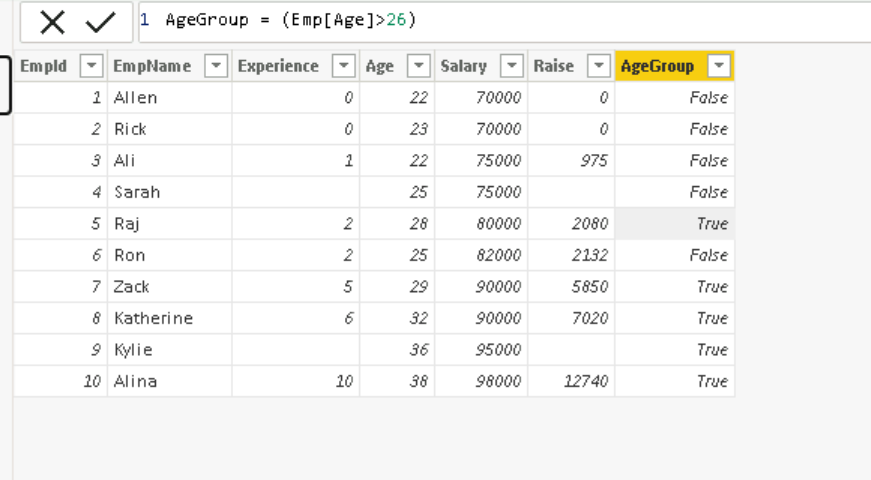 1 AgeGroup = (Emp[Age]>26)
EmpId EmpName Experience Age Salary Raise AgeGroup
1 Allen 0 22 70000 0 False
2 Rick 0 23 70000 0 False
3 Ali 1 22 75000 975 False
4 Sarah 25 75000 False
5 Raj 2 28 80000 2080 True
6 Ron 2 25 82000 2132 False
7 Zack 5 29 90000 5850 True
8 Katherine 6 32 90000 7020 True
9 Kylie 36 95000 True
10 Alina 10 38 98000 12740 True